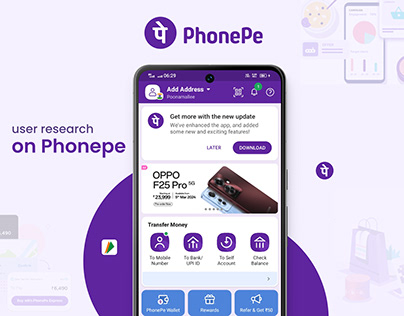 पे PhonePe
user research
on Phonepe
06:29
Add Address
Poonamallee
Get more with the new update
We've enhanced the app, and added
some new and exciting features!
LATER DOWNLOAD
OPPO
F25 Pro 5G
₹23,999
Transfer Money
To Mobile
Number
To Bank/
UPI ID
To Self
Account
Check
Balance
PhonePe Wallet
Rewards
Refer & Get ₹50
पे